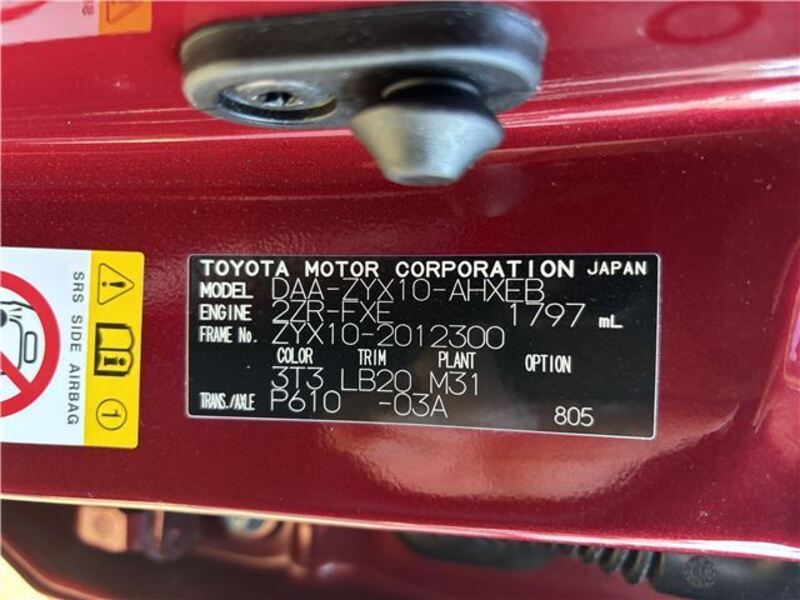 TOYOTA MOTOR CORPORATION JAPAN
MODEL DAA-ZYX10-AHXEB
ENGINE 2ZR-FXE 1797 mL
FRAME No. ZYX10-2012300
COLOR TRIM PLANT OPTION
3T3 LB20 M31
TRANS./AXLE P610 -03A
805
SRS SIDE AIRBAG
1